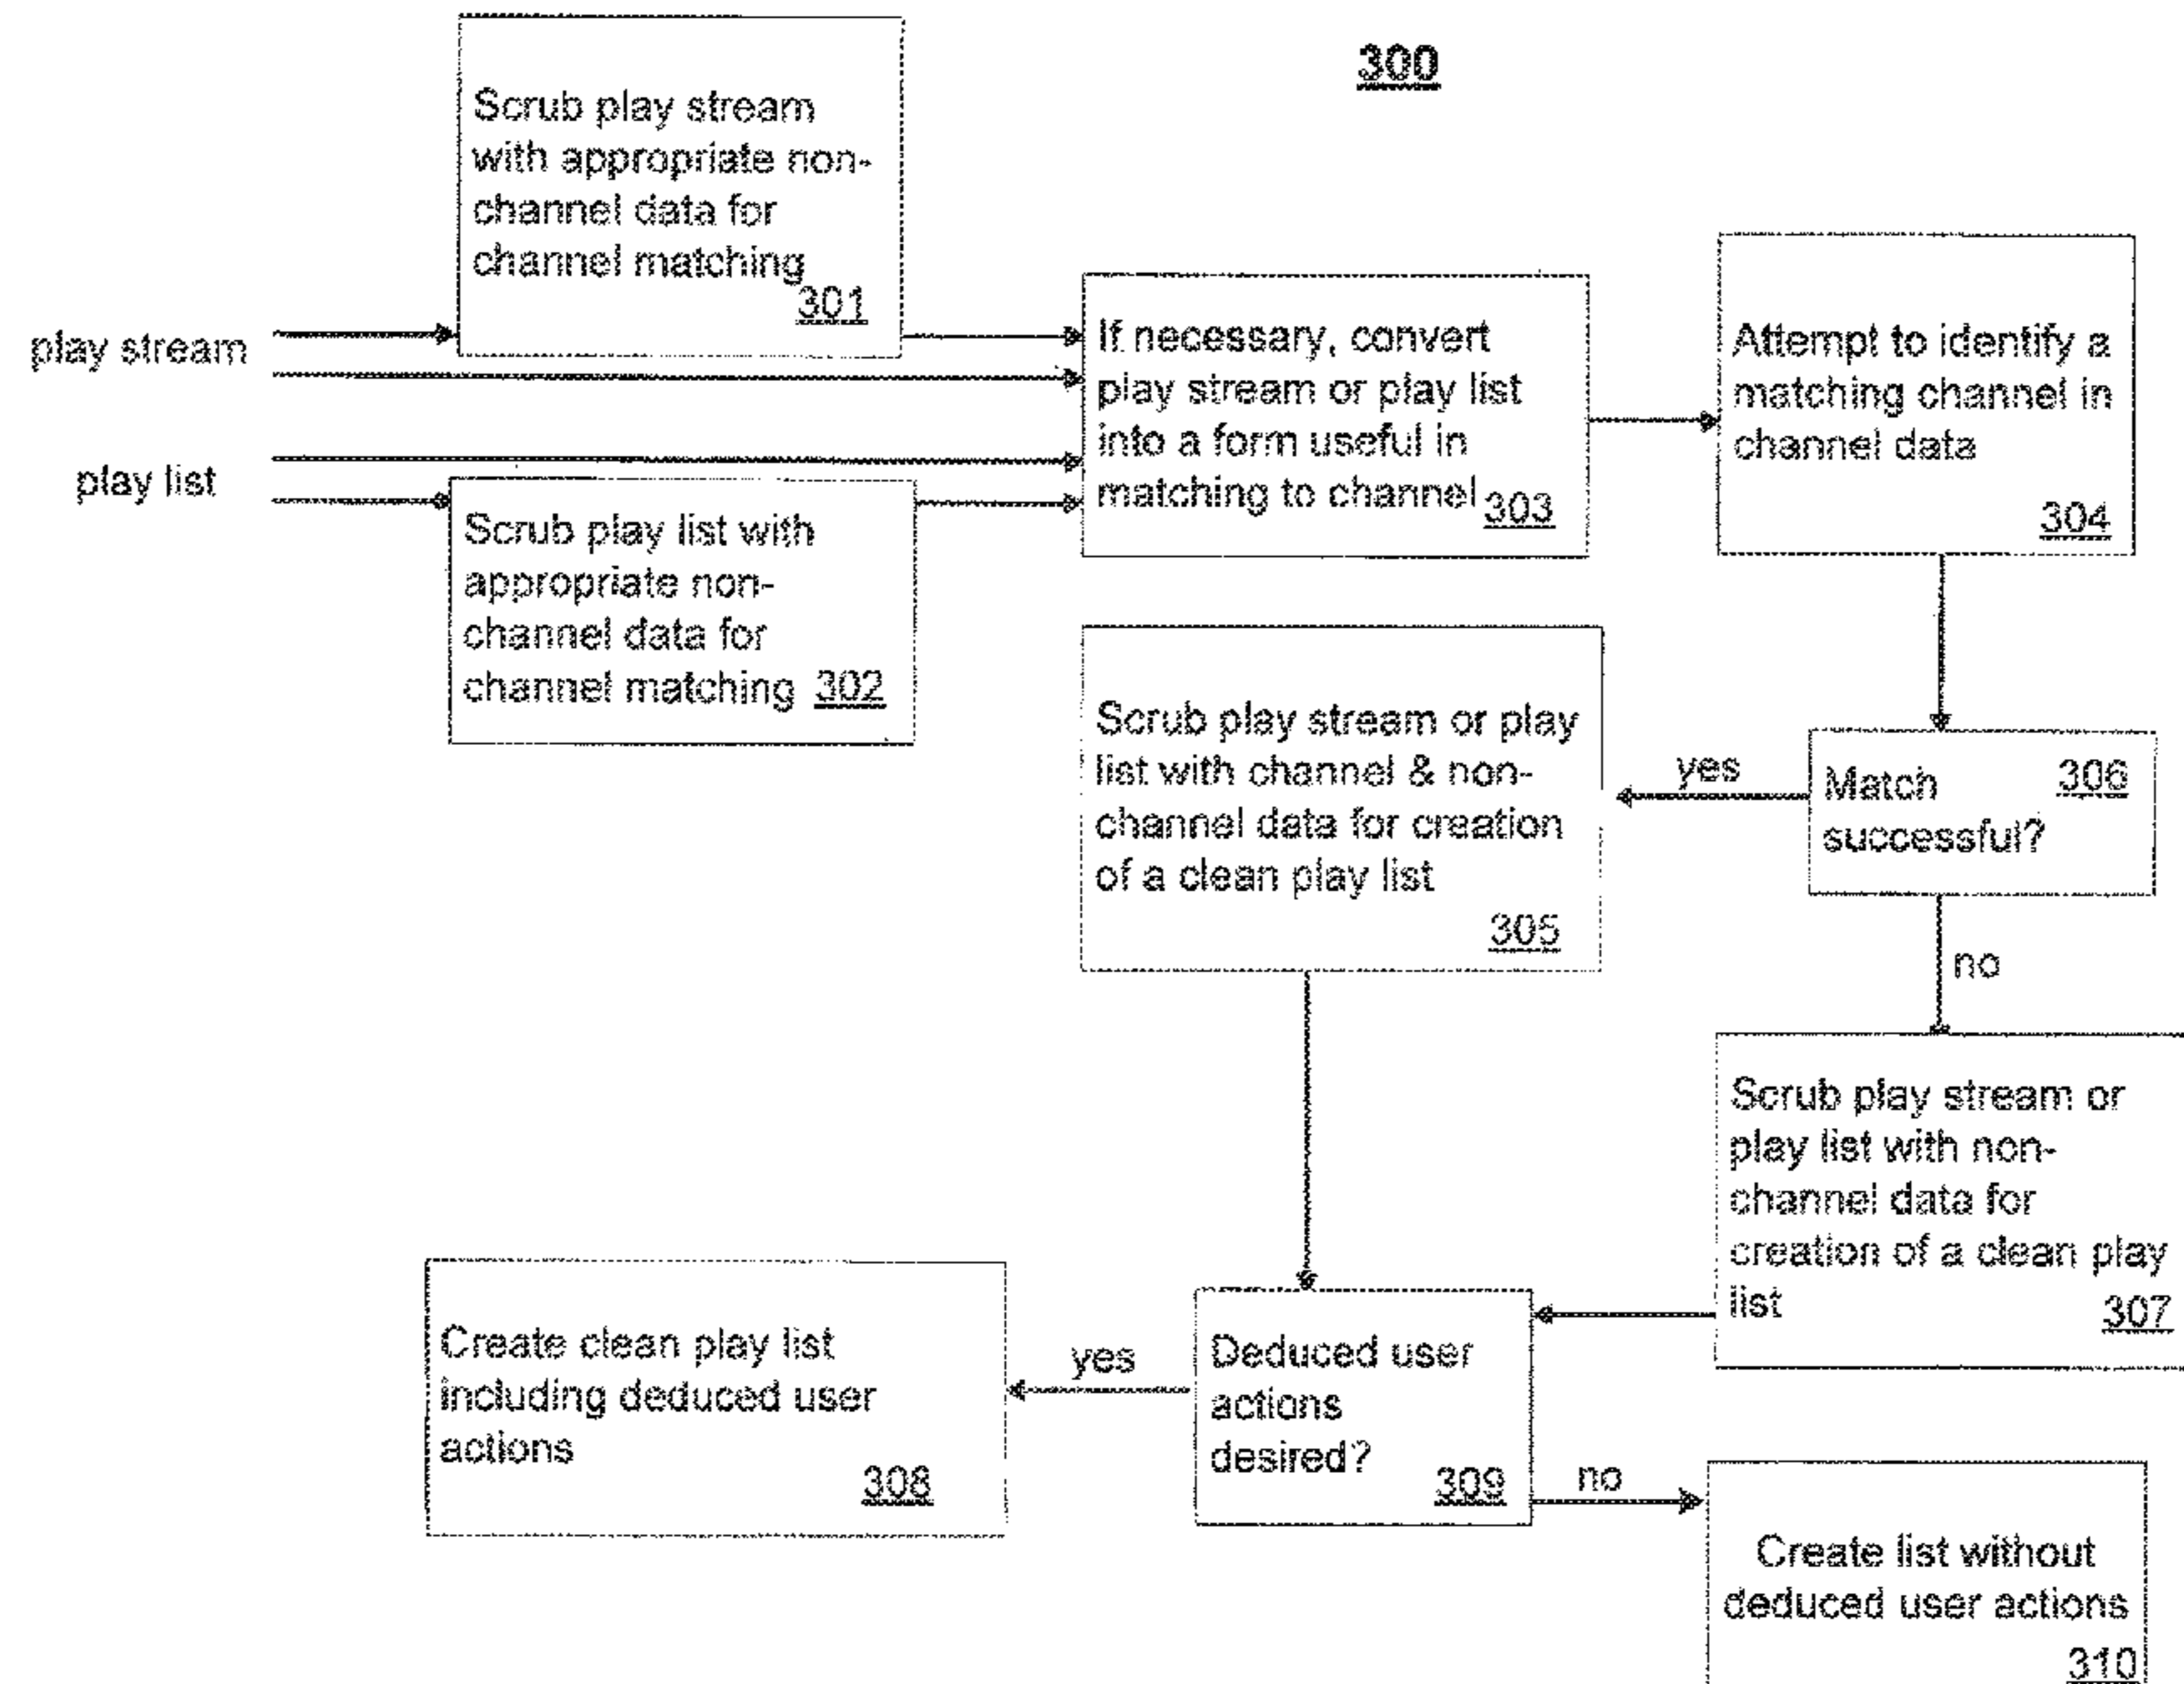 300
Scrub play stream
with appropriate non-
channel data for
channel matching
301
play stream
play list
Scrub play list with
appropriate non-
channel data for
channel matching 302
If necessary, convert
play stream or play list
into a form useful in
matching to channel
303
Attempt to identify a
matching channel in
channel data
304
Match
successful?
306
yes
no
Scrub play stream or play
list with channel & non-
channel data for creation
of a clean play list
305
Scrub play stream or
play list with non-
channel data for
creation of a clean play
list
307
Deduced user
actions
desired?
309
yes
no
Create clean play list
including deduced user
actions
308
Create list without
deduced user actions
310